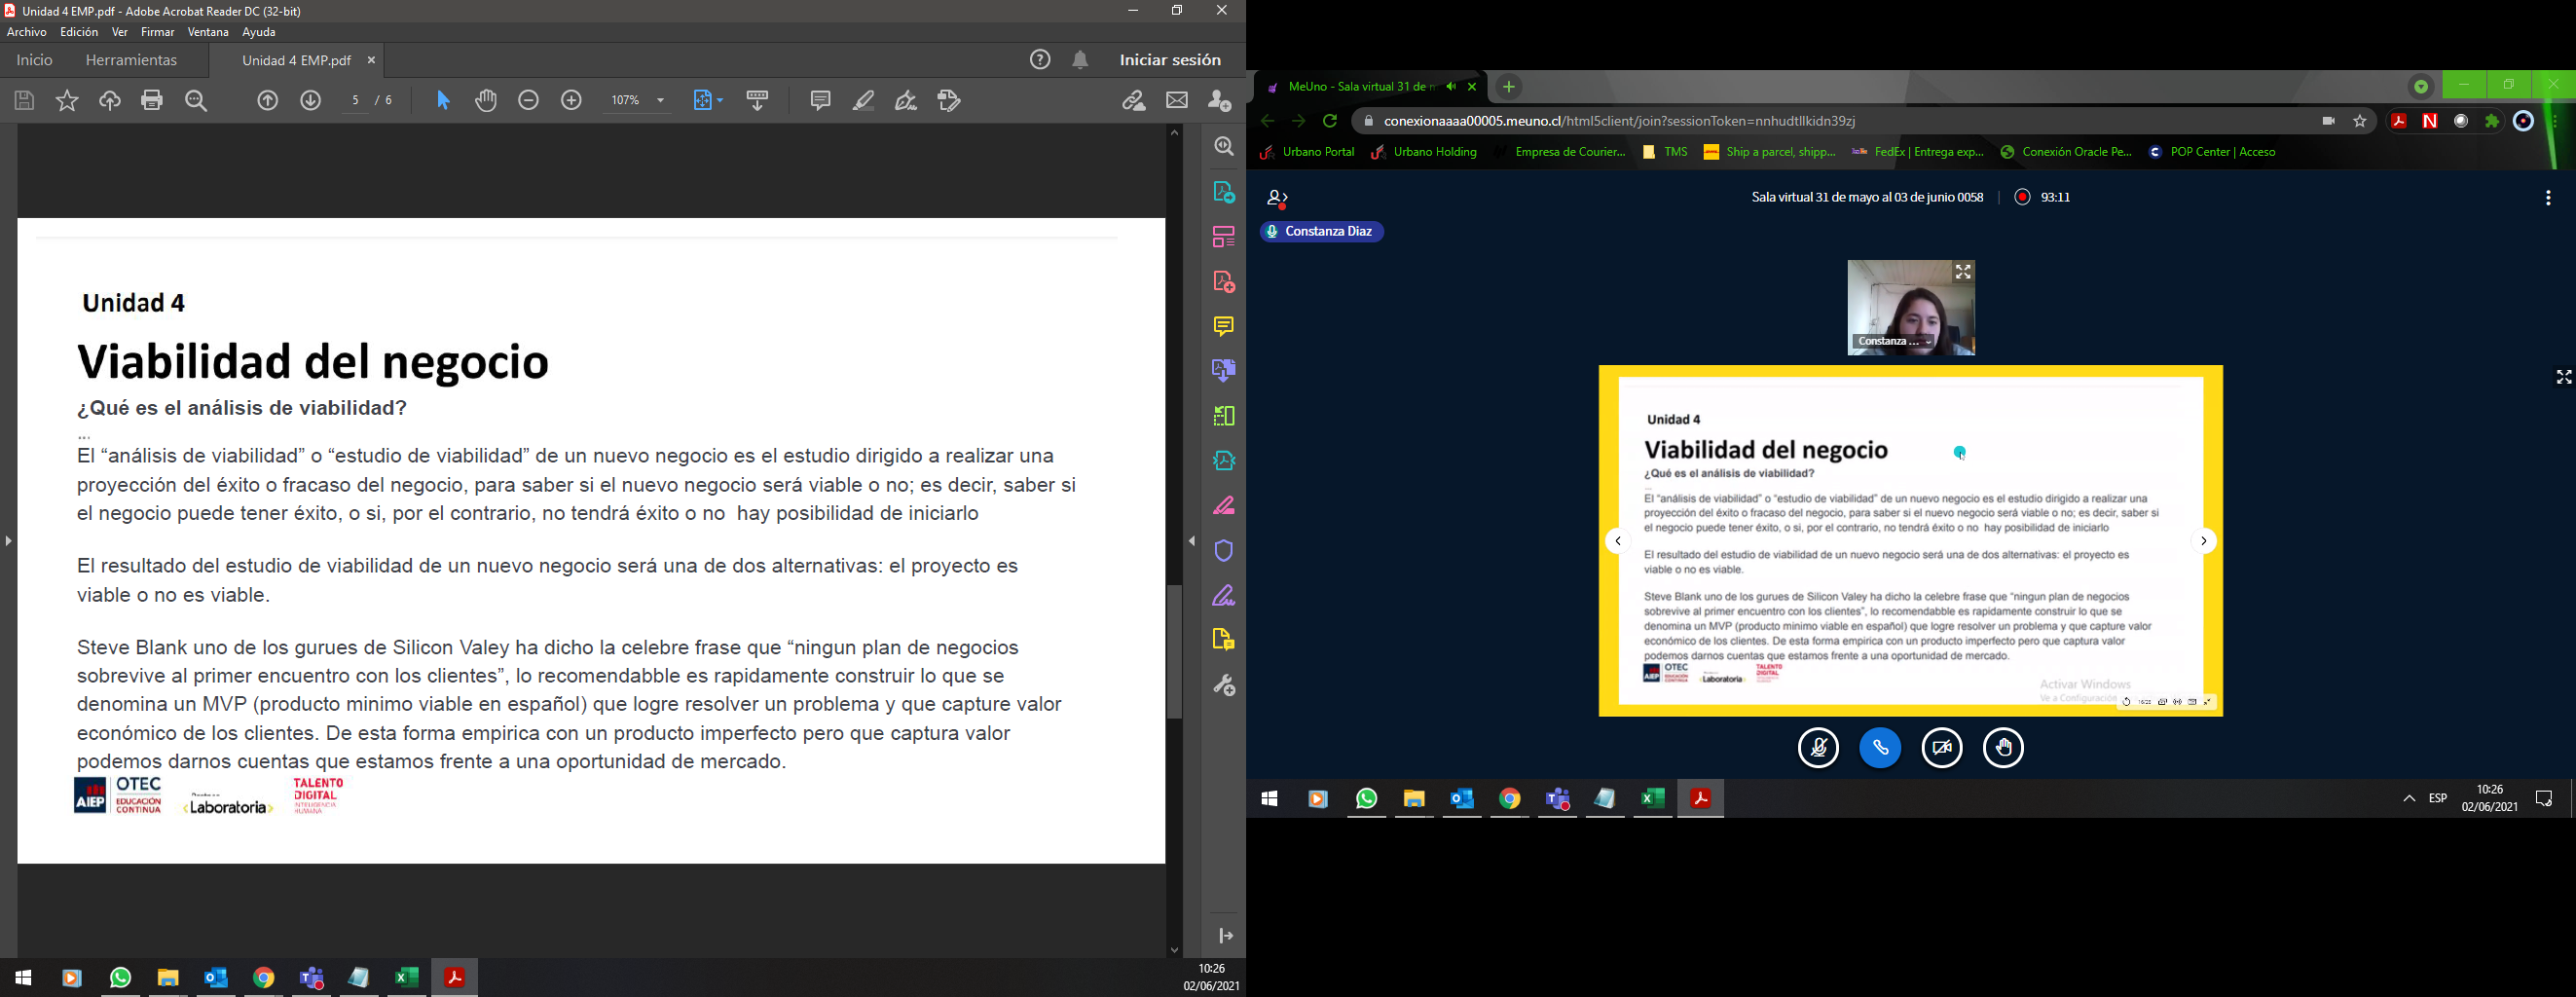 Unidad 4 EMP.pdf - Adobe Acrobat Reader DC (32-bit)
Archivo Edición Ver Firmar Ventana Ayuda
Inicio Herramientas Unidad 4 EMP.pdf Iniciar sesión
5 / 6 107%
Unidad 4
Viabilidad del negocio
¿Qué es el análisis de viabilidad?
...
El “análisis de viabilidad” o “estudio de viabilidad” de un nuevo negocio es el estudio dirigido a realizar una
proyección del éxito o fracaso del negocio, para saber si el nuevo negocio será viable o no; es decir, saber si
el negocio puede tener éxito, o si, por el contrario, no tendrá éxito o no hay posibilidad de iniciarlo
El resultado del estudio de viabilidad de un nuevo negocio será una de dos alternativas: el proyecto es
viable o no es viable.
Steve Blank uno de los gurues de Silicon Valey ha dicho la celebre frase que “ningun plan de negocios
sobrevive al primer encuentro con los clientes”, lo recomendabble es rapidamente construir lo que se
denomina un MVP (producto minimo viable en español) que logre resolver un problema y que capture valor
económico de los clientes. De esta forma empirica con un producto imperfecto pero que captura valor
podemos darnos cuentas que estamos frente a una oportunidad de mercado.
AIEP OTEC EDUCACIÓN CONTINUA
‹Laboratoria›
TALENTO DIGITAL INTELIGENCIA HUMANA
10:26
02/06/2021
MeUno - Sala virtual 31 de
conexionaaaa00005.meuno.cl/html5client/join?sessionToken=nnhudtllkidn39zj
Urbano Portal Urbano Holding Empresa de Courier... TMS Ship a parcel, shipp... FedEx | Entrega exp... Conexión Oracle Pe... POP Center | Acceso
Sala virtual 31 de mayo al 03 de junio 0058 | 93:11
Constanza Diaz
Constanza ...
Unidad 4
Viabilidad del negocio
¿Qué es el análisis de viabilidad?
...
El “análisis de viabilidad” o “estudio de viabilidad” de un nuevo negocio es el estudio dirigido a realizar una
proyección del éxito o fracaso del negocio, para saber si el nuevo negocio será viable o no; es decir, saber si
el negocio puede tener éxito, o si, por el contrario, no tendrá éxito o no hay posibilidad de iniciarlo
El resultado del estudio de viabilidad de un nuevo negocio será una de dos alternativas: el proyecto es
viable o no es viable.
Steve Blank uno de los gurues de Silicon Valey ha dicho la celebre frase que “ningun plan de negocios
sobrevive al primer encuentro con los clientes”, lo recomendabble es rapidamente construir lo que se
denomina un MVP (producto minimo viable en español) que logre resolver un problema y que capture valor
económico de los clientes. De esta forma empirica con un producto imperfecto pero que captura valor
podemos darnos cuentas que estamos frente a una oportunidad de mercado.
AIEP OTEC EDUCACIÓN CONTINUA
‹Laboratoria›
TALENTO DIGITAL
Activar Windows
Ve a Configuración
ESP
10:26
02/06/2021